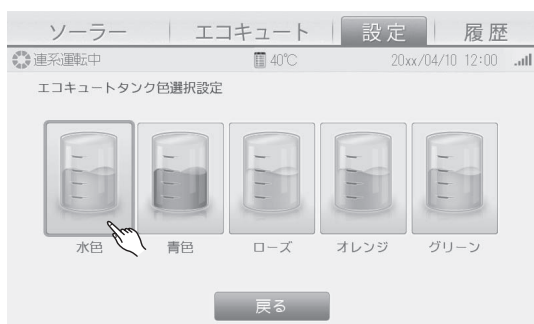 ソーラー エコキュート 設定 履歴
連系運転中 40℃ 20xx/04/10 12:00
エコキュートタンク色選択設定
水色 青色 ローズ オレンジ グリーン
戻る